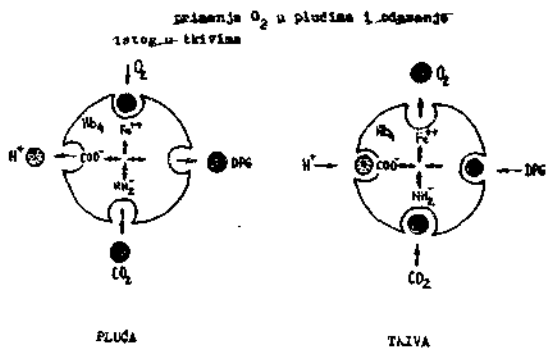 primanje O₂ u plućima i odavanje
istog u tkivima
O₂
Hb₄
Fe⁺⁺
H⁺
COO⁻
DPG
NH₂⁻
CO₂
PLUĆA
O₂
Hb₄
Fe⁺⁺
H⁺
COO⁻
DPG
NH₂⁻
CO₂
TKIVA